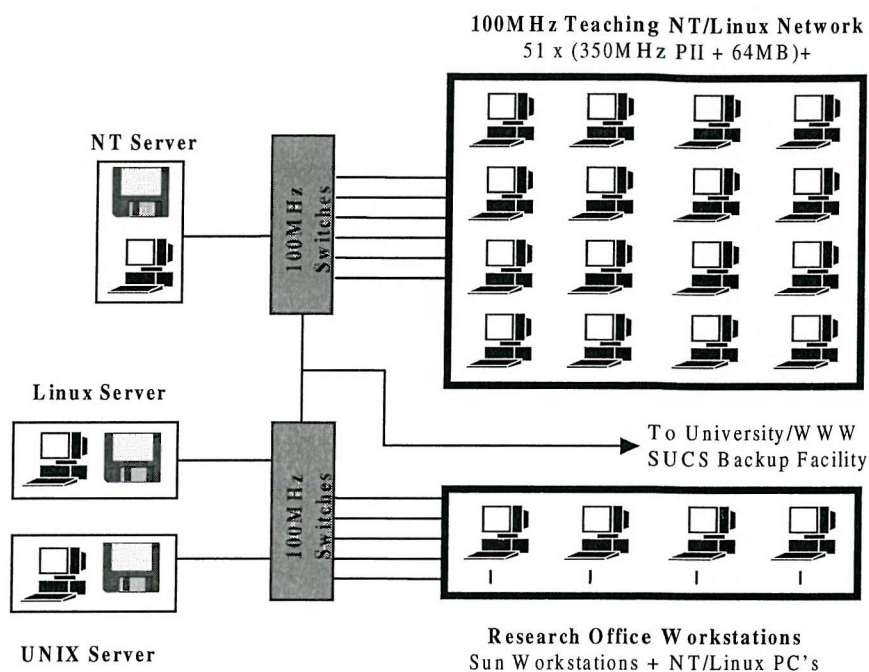 100MHz Teaching NT/Linux Network
51 x (350MHz PII + 64MB)+
NT Server
100MHz
Switches
Linux Server
To University/WWW
SUCS Backup Facility
100MHz
Switches
UNIX Server
Research Office Workstations
Sun Workstations + NT/Linux PC's